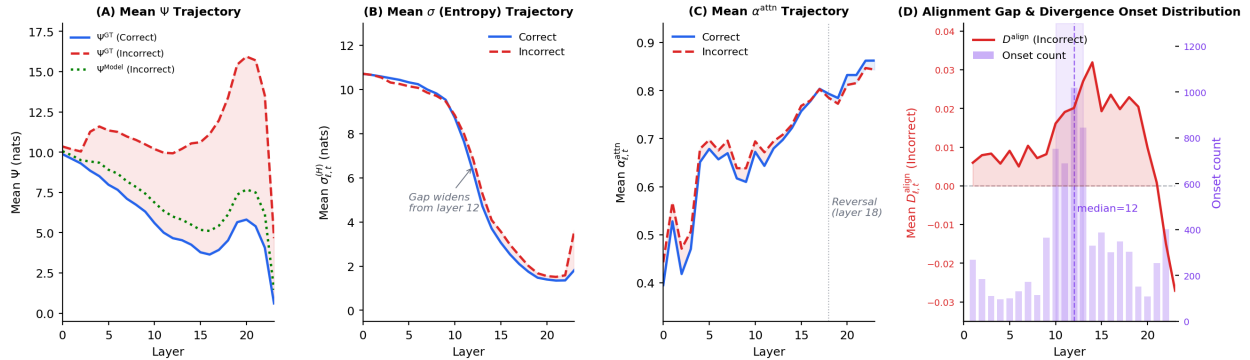 (A) Mean Ψ Trajectory
Mean Ψ (nats)
17.5
15.0
12.5
10.0
7.5
5.0
2.5
0.0
Ψ^GT (Correct)
Ψ^GT (Incorrect)
Ψ^Model (Incorrect)
0 5 10 15 20
Layer
(B) Mean σ (Entropy) Trajectory
Mean σ^(H)_ℓ,t (nats)
12
10
8
6
4
2
0
Correct
Incorrect
Gap widens
from layer 12
0 5 10 15 20
Layer
(C) Mean α^attn Trajectory
Mean α^attn_ℓ,t
0.9
0.8
0.7
0.6
0.5
0.4
Correct
Incorrect
Reversal
(layer 18)
0 5 10 15 20
Layer
(D) Alignment Gap & Divergence Onset Distribution
Mean D^align_ℓ,t (Incorrect)
0.04
0.03
0.02
0.01
0.00
−0.01
−0.02
−0.03
D^align (Incorrect)
Onset count
median=12
0 5 10 15 20
Layer
1200
1000
800
600
400
200
0
Onset count